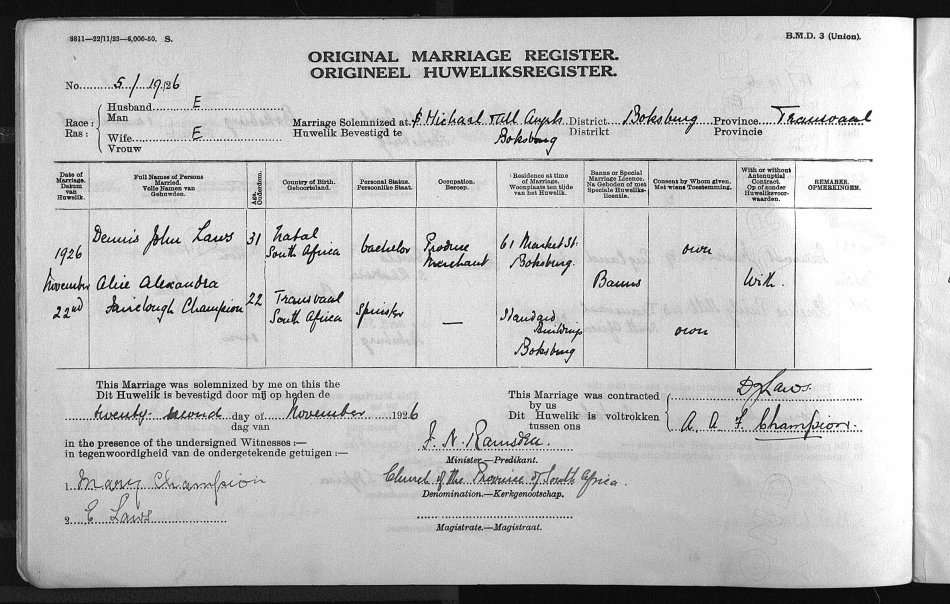 8811—22/11/23—8,000-50. S.
B.M.D. 3 (Union).
ORIGINAL MARRIAGE REGISTER.
ORIGINEEL HUWELIKSREGISTER.
No. 5/1926
Race: Ras: Husband Man E
Wife Vrouw E
Marriage Solemnized at St Michael & All Angels District Boksburg Province Transvaal
Huwelik Bevestigd te Boksburg Distrikt Provincie
Date of Marriage. Datum van Huwelik.
Full Names of Persons Married. Volle Namen van Gehuwden.
Age. Ouderdom.
Country of Birth. Geboorteland.
Personal Status. Persoonlike Staat.
Occupation. Beroep.
Residence at time of Marriage. Woonplaats ten tijde van het Huwelik.
Banns or Special Marriage Licence. Na Geboden of met Speciale Huweliks-licentie.
Consent by Whom given. Met wiens Toestemming.
With or without Antenuptial Contract. Op of zonder Huweliksvoorwaarden.
REMARKS. OPMERKINGEN.
1926 November 22nd
Dennis John Laws 31 Natal South Africa bachelor Produce Merchant 61 Market St. Boksburg. own
Banns With.
Alice Alexandra Fairclough Champion 22 Transvaal South Africa Spinster — Standard Buildings Boksburg own
This Marriage was solemnized by me on this the
Dit Huwelik is bevestigd door mij op heden de
twenty-second day of November 1926
dag van
in the presence of the undersigned Witnesses:—
in tegenwoordigheid van de ondergetekende getuigen:—
1. Mary Champion
2. E Laws
J. N. Ramsden.
Minister.—Predikant.
Church of the Province of South Africa.
Denomination.—Kerkgenootschap.
Magistrate.—Magistraat.
This Marriage was contracted by us
Dit Huwelik is voltrokken tussen ons
D J Laws.
A. A. F. Champion.